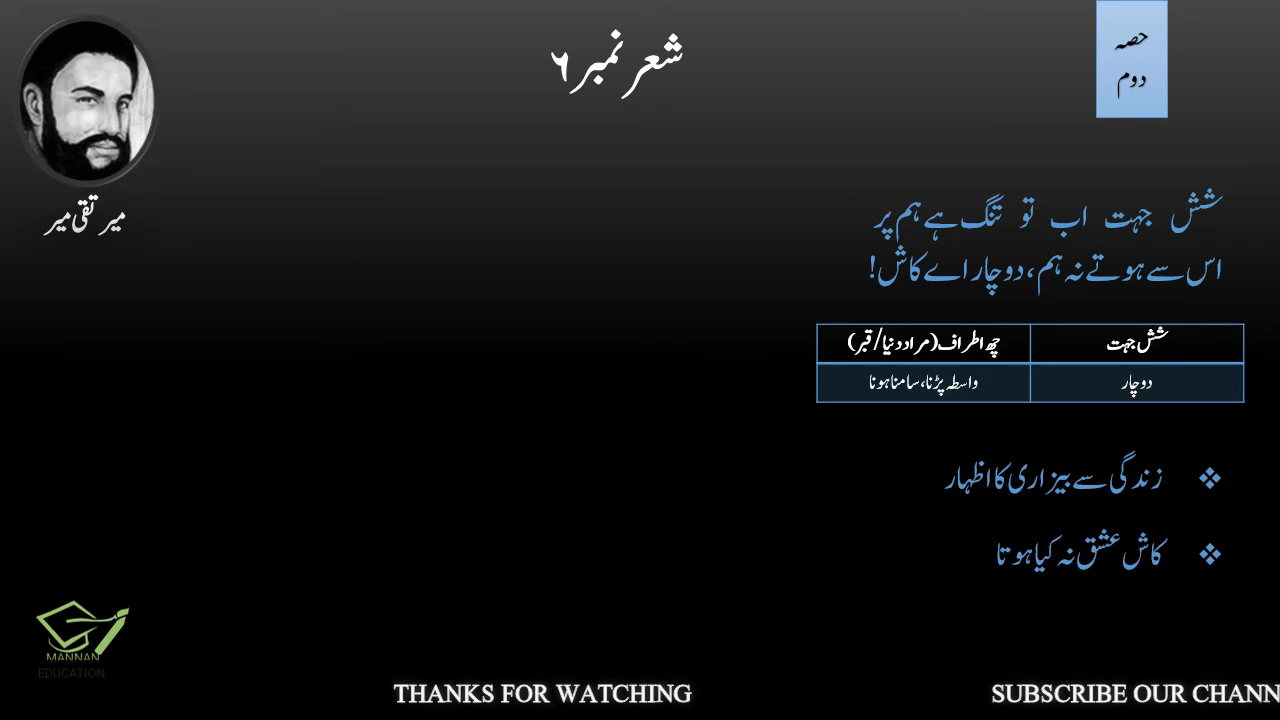 حصہ
دوم
شعر نمبر ۶
میر تقی میر
شش جہت اب تو تنگ ہے ہم پر
اس سے ہوتے نہ ہم، دوچار اے کاش!
شش جہت
چھ اطراف(مراد دنیا/قبر)
دوچار
واسطہ پڑنا، سامنا ہونا
❖ زندگی سے بیزاری کا اظہار
❖ کاش عشق نہ کیا ہوتا
MANNAN
EDUCATION
THANKS FOR WATCHING
SUBSCRIBE OUR CHANN